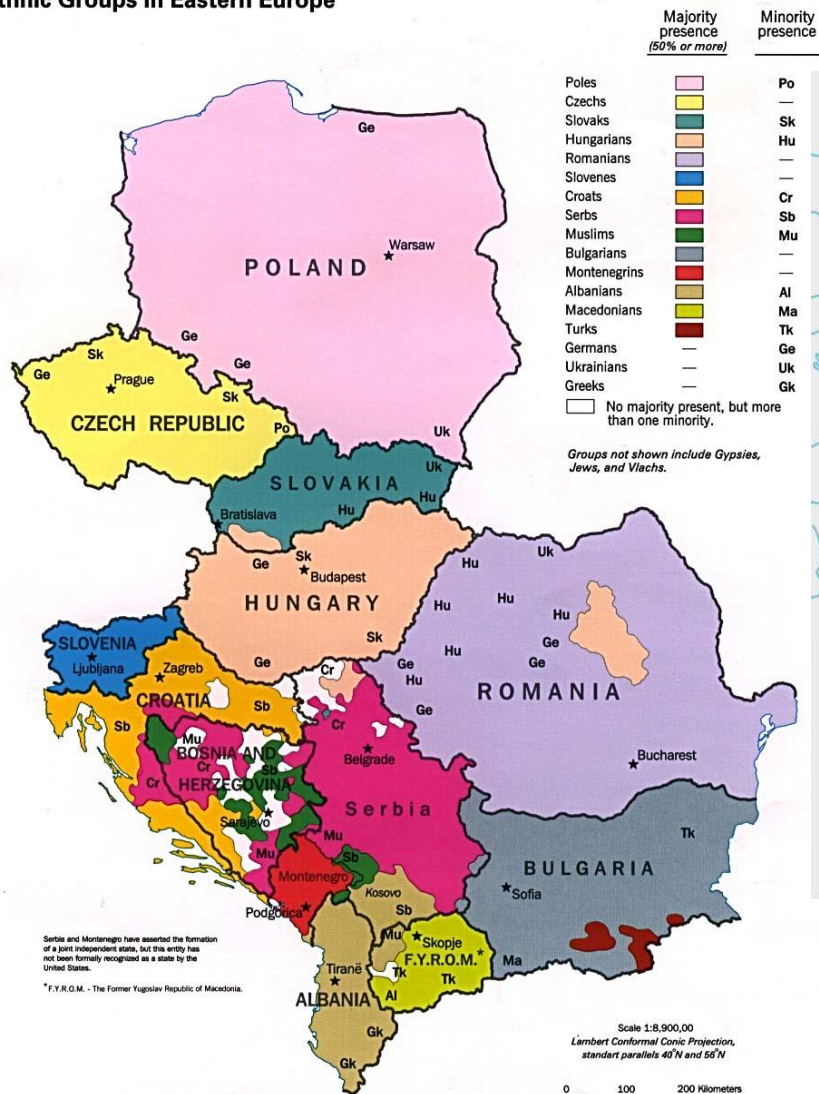 thnic Groups in Eastern Europe
Majority presence (50% or more)
Minority presence
Poles Po
Czechs —
Slovaks Sk
Hungarians Hu
Romanians —
Slovenes —
Croats Cr
Serbs Sb
Muslims Mu
Bulgarians —
Montenegrins —
Albanians Al
Macedonians Ma
Turks Tk
Germans — Ge
Ukrainians — Uk
Greeks — Gk
No majority present, but more
than one minority.
Groups not shown include Gypsies,
Jews, and Vlachs.
Ge
Warsaw
POLAND
Ge
Ge
Uk
Sk
Ge
Prague
Sk
CZECH REPUBLIC
Po
Uk
SLOVAKIA
Hu
Hu
Bratislava
Sk
Ge
Budapest
HUNGARY
Sk
Ge
Uk
Hu
Hu
Hu
Hu
Ge
Hu
Ge
Ge
Hu
ROMANIA
Ge
Bucharest
SLOVENIA
Ljubljana
Zagreb
CROATIA
Sb
Sb
Cr
Cr
Mu
BOSNIA AND
Cr
Sb
HERZEGOVINA
Cr
Sarajevo
Mu
Belgrade
Serbia
Mu
Sb
Montenegro
Kosovo
Podgorica
Sb
Tk
BULGARIA
Sofia
Ma
Mu
Skopje
F.Y.R.O.M.*
Tk
Tk
Al
Tiranë
ALBANIA
Gk
Gk
Serbia and Montenegro have asserted the formation
of a joint independent state, but this entity has
not been formally recognized as a state by the
United States.
*F.Y.R.O.M. - The Former Yugoslav Republic of Macedonia.
Scale 1:8,900,00
Lambert Conformal Conic Projection,
standart parallels 40°N and 56°N
0 100 200 Kilometers